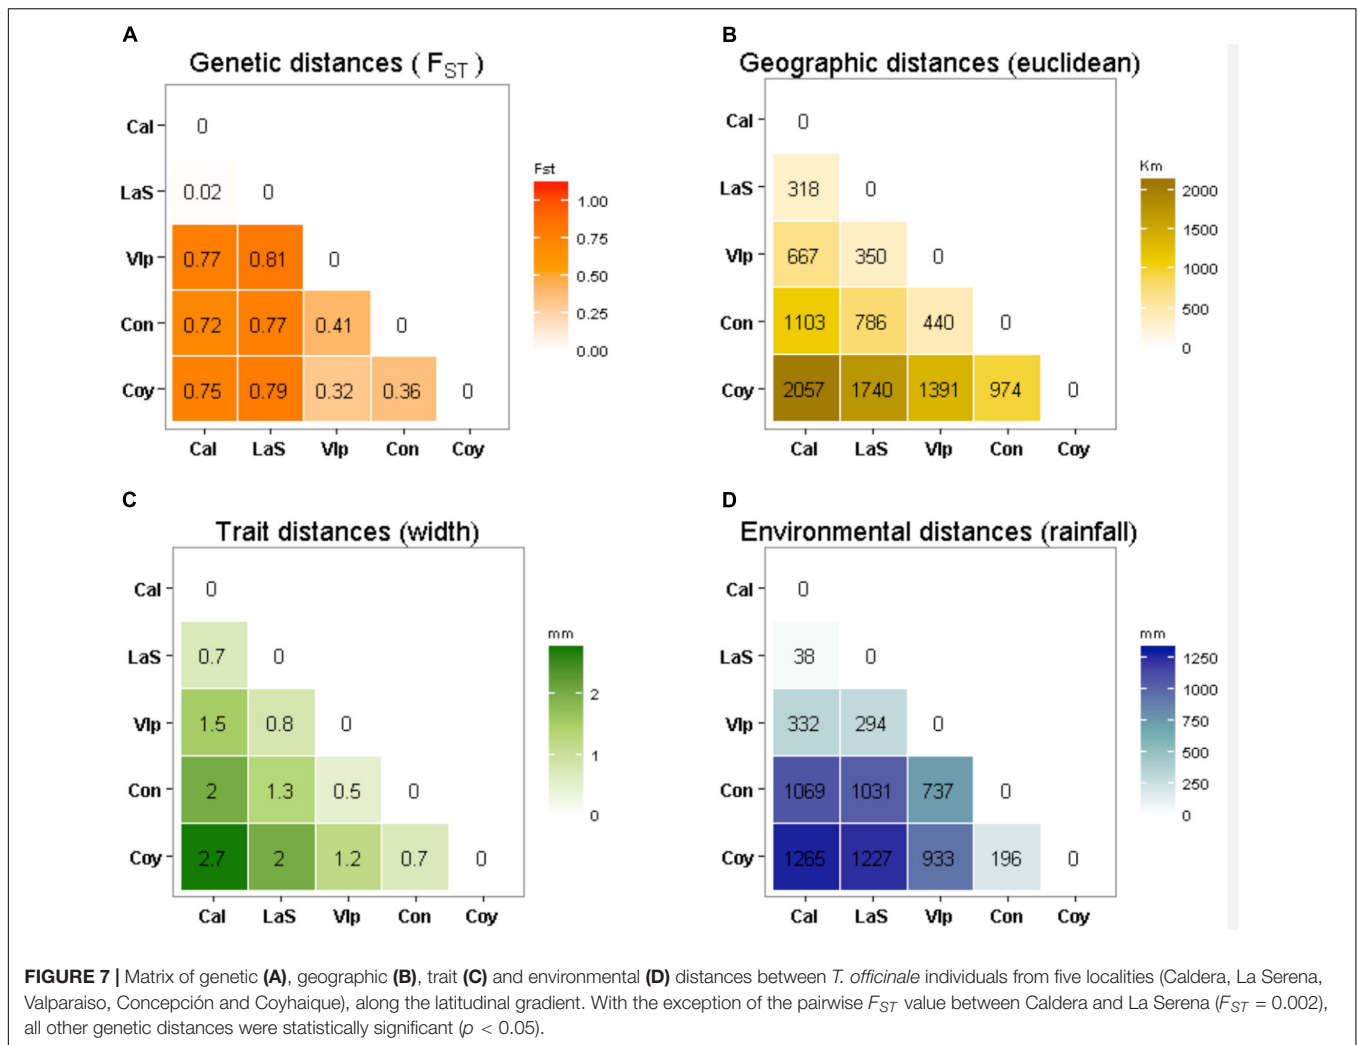 A
Genetic distances ( FST )
Cal 0
LaS 0.02 0
Vlp 0.77 0.81 0
Con 0.72 0.77 0.41 0
Coy 0.75 0.79 0.32 0.36 0
Cal LaS Vlp Con Coy
Fst
1.00
0.75
0.50
0.25
0.00
B
Geographic distances (euclidean)
Cal 0
LaS 318 0
Vlp 667 350 0
Con 1103 786 440 0
Coy 2057 1740 1391 974 0
Cal LaS Vlp Con Coy
Km
2000
1500
1000
500
0
C
Trait distances (width)
Cal 0
LaS 0.7 0
Vlp 1.5 0.8 0
Con 2 1.3 0.5 0
Coy 2.7 2 1.2 0.7 0
Cal LaS Vlp Con Coy
mm
2
1
0
D
Environmental distances (rainfall)
Cal 0
LaS 38 0
Vlp 332 294 0
Con 1069 1031 737 0
Coy 1265 1227 933 196 0
Cal LaS Vlp Con Coy
mm
1250
1000
750
500
250
0
FIGURE 7 | Matrix of genetic (A), geographic (B), trait (C) and environmental (D) distances between T. officinale individuals from five localities (Caldera, La Serena,
Valparaiso, Concepción and Coyhaique), along the latitudinal gradient. With the exception of the pairwise FST value between Caldera and La Serena (FST = 0.002),
all other genetic distances were statistically significant (p < 0.05).